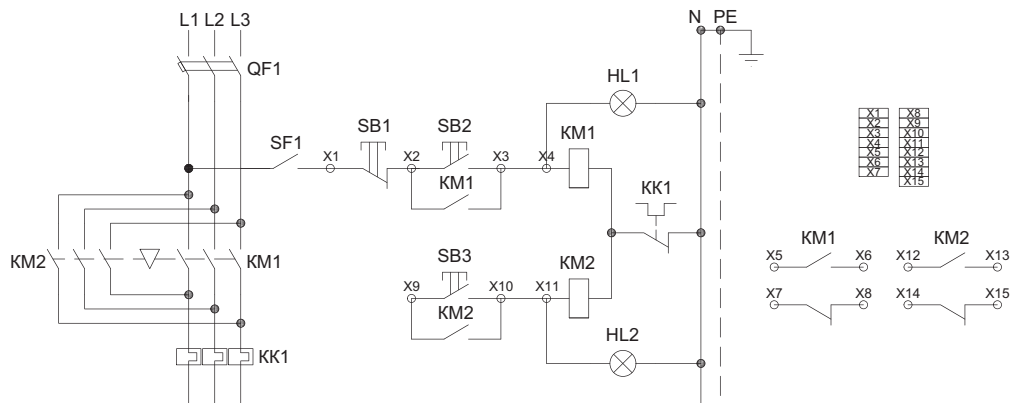 L1 L2 L3
N PE
QF1
HL1
SF1
SB1
SB2
KM1
X1
X2
X3
X4
KM1
KK1
X1 X8
X2 X9
X3 X10
X4 X11
X5 X12
X6 X13
X7 X14
X15
KM2
KM1
SB3
KM2
X9
X10
X11
KM2
HL2
KK1
KM1
KM2
X5
X6
X12
X13
X7
X8
X14
X15